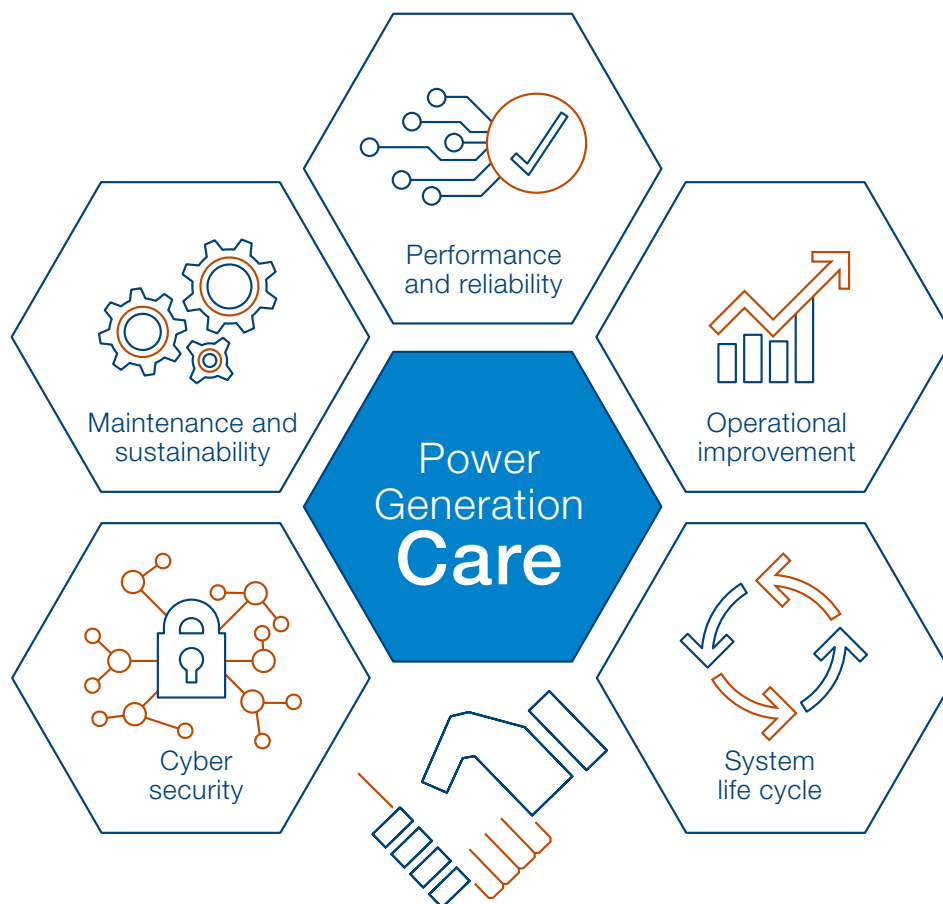 Performance
and reliability
Maintenance and
sustainability
Operational
improvement
Power
Generation
Care
Cyber
security
System
life cycle